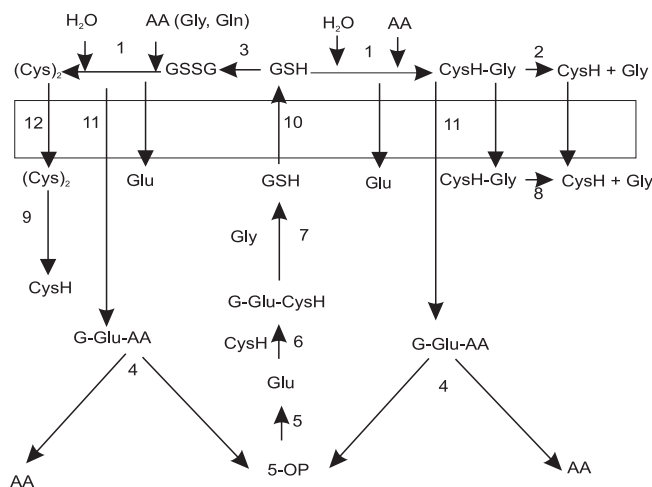 H₂O AA (Gly, Gln) H₂O AA
1 3 1 2
(Cys)₂ GSSG GSH CysH-Gly CysH + Gly
12 11 10 11
(Cys)₂ Glu GSH Glu CysH-Gly CysH + Gly
9 8
Gly 7
CysH G-Glu-CysH
G-Glu-AA CysH 6 G-Glu-AA
4 Glu 4
5
AA 5-OP AA